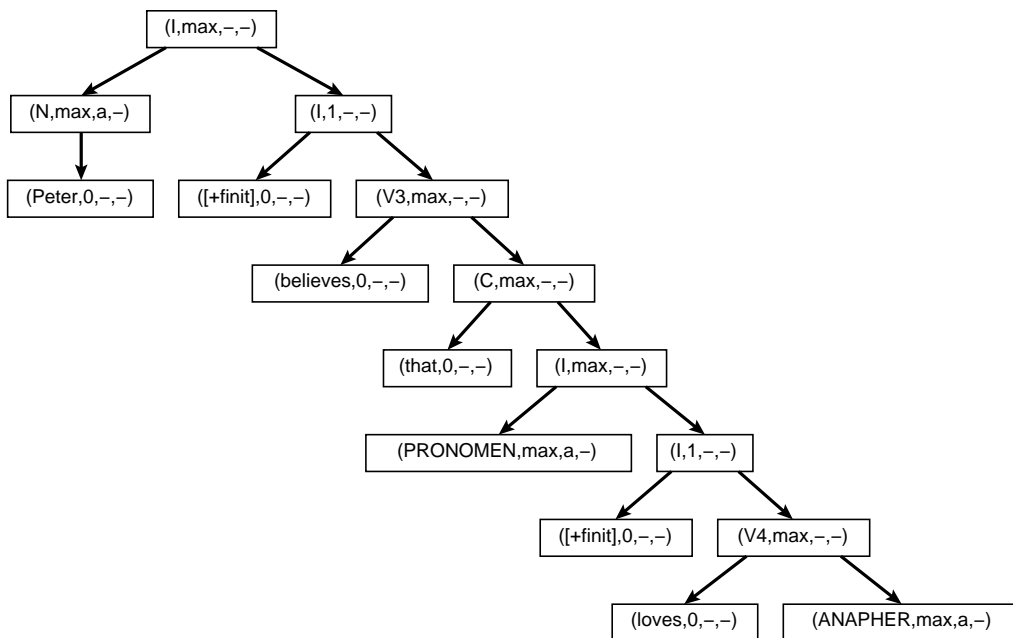 (I,max,–,–)
(N,max,a,–)
(I,1,–,–)
(Peter,0,–,–)
([+finit],0,–,–)
(V3,max,–,–)
(believes,0,–,–)
(C,max,–,–)
(that,0,–,–)
(I,max,–,–)
(PRONOMEN,max,a,–)
(I,1,–,–)
([+finit],0,–,–)
(V4,max,–,–)
(loves,0,–,–)
(ANAPHER,max,a,–)